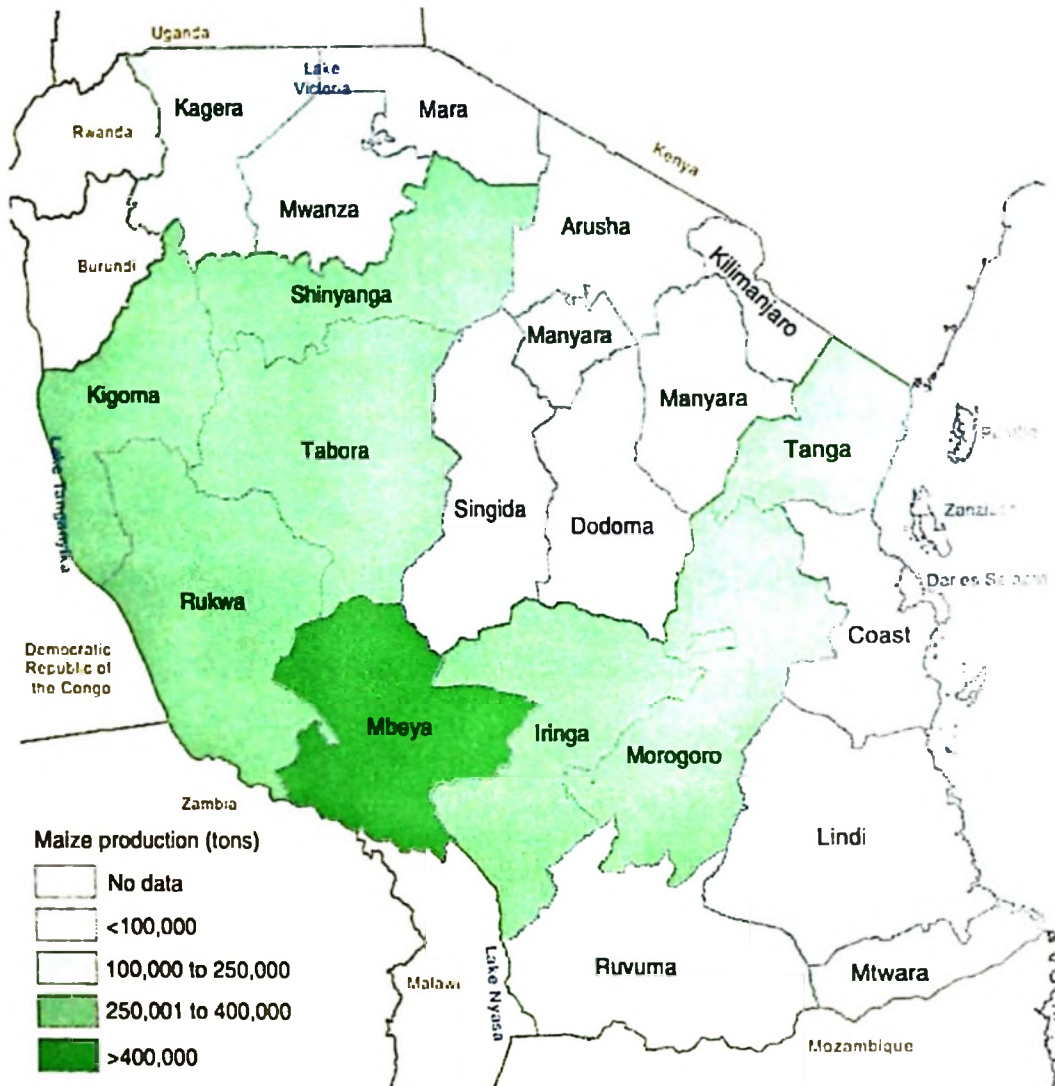 Uganda
Lake
Victoria
Kagera
Mara
Rwanda
Kenya
Mwanza
Arusha
Burundi
Kilimanjaro
Shinyanga
Manyara
Kigoma
Manyara
Tabora
Tanga
Lake Tanganyika
Singida
Dodoma
Rukwa
Dar es Salaam
Coast
Democratic
Republic of
the Congo
Mbeya
Iringa
Morogoro
Zambia
Maize production (tons)
No data
<100,000
100,000 to 250,000
250,001 to 400,000
>400,000
Lindi
Malawi
Lake Nyasa
Ruvuma
Mtwara
Mozambique